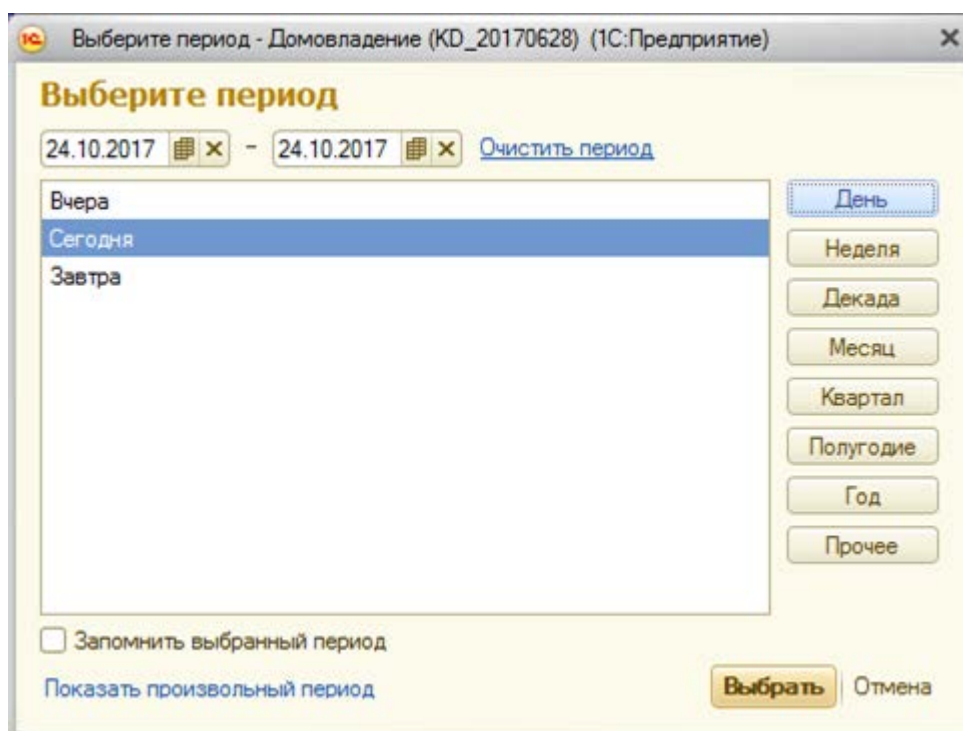 1С Выберите период - Домовладение (KD_20170628) (1С:Предприятие)
Выберите период
24.10.2017 - 24.10.2017 Очистить период
Вчера
Сегодня
Завтра
День
Неделя
Декада
Месяц
Квартал
Полугодие
Год
Прочее
Запомнить выбранный период
Показать произвольный период
Выбрать Отмена